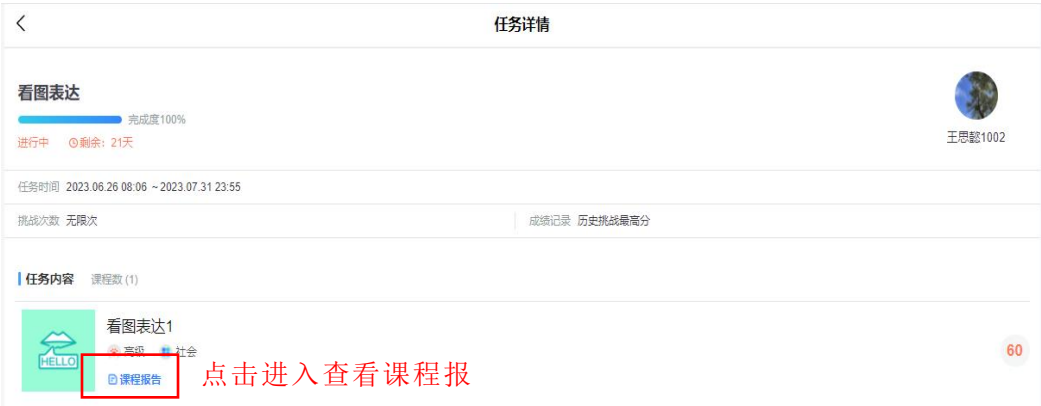 任务详情
看图表达
完成度100%
进行中 剩余: 21天
王思懿1002
任务时间 2023.06.26 08:06 ~ 2023.07.31 23:55
挑战次数 无限次
成绩记录 历史挑战最高分
任务内容 课程数 (1)
看图表达1
高级 社会
HELLO
60
课程报告
点击进入查看课程报